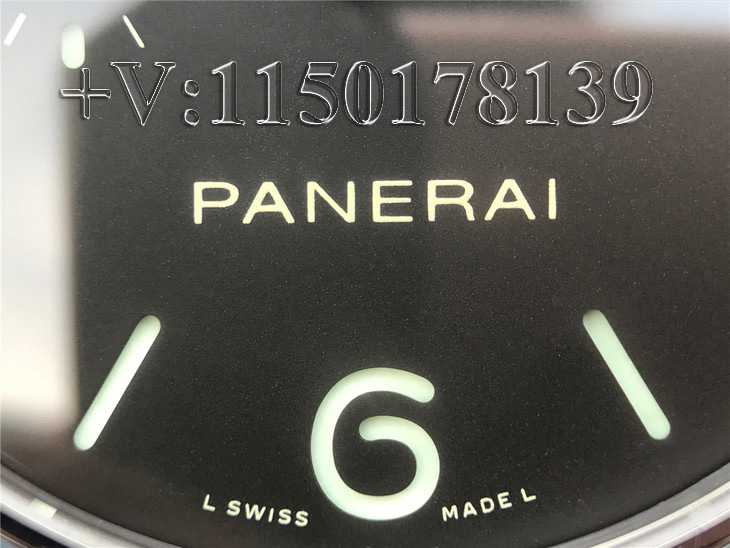 +V:1150178139
PANERAI
6
L SWISS MADE L